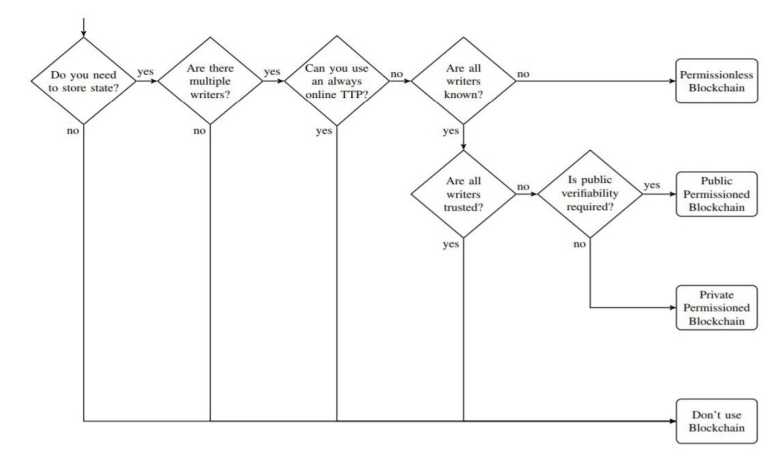 Do you need
to store state?
yes
no
Are there
multiple
writers?
yes
no
Can you use
an always
online TTP?
no
yes
Are all
writers
known?
no
yes
Permissionless
Blockchain
Are all
writers
trusted?
no
yes
Is public
verifiability
required?
yes
no
Public
Permissioned
Blockchain
Private
Permissioned
Blockchain
Don't use
Blockchain